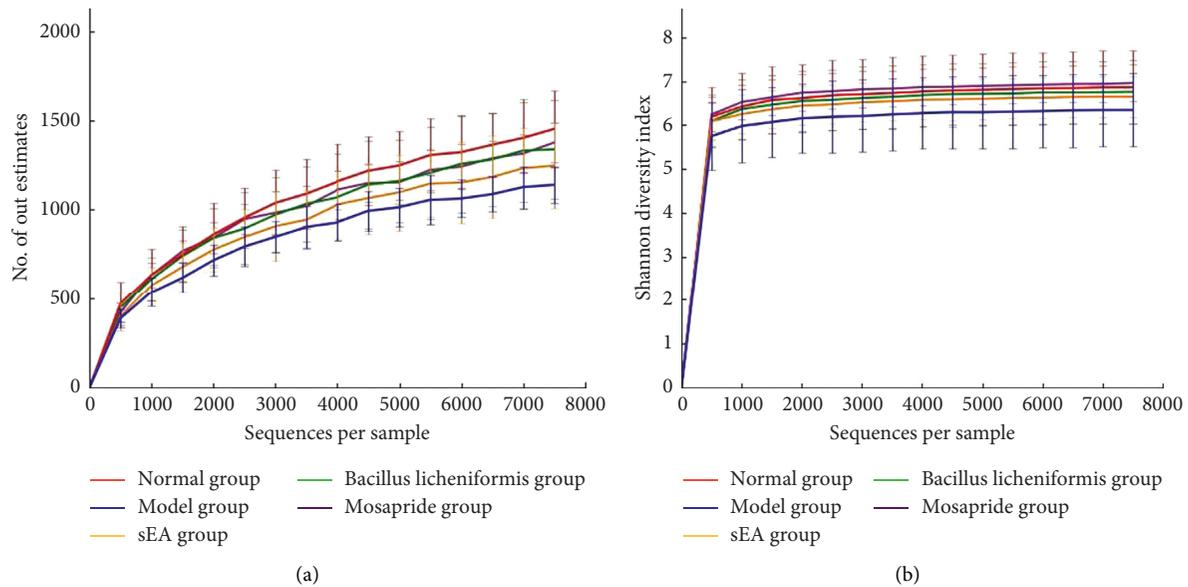 No. of out estimates
2000
1500
1000
500
0
0 1000 2000 3000 4000 5000 6000 7000 8000
Sequences per sample
Normal group
Model group
sEA group
Bacillus licheniformis group
Mosapride group
(a)
Shannon diversity index
8
7
6
5
4
3
2
1
0
0 1000 2000 3000 4000 5000 6000 7000 8000
Sequences per sample
Normal group
Model group
sEA group
Bacillus licheniformis group
Mosapride group
(b)